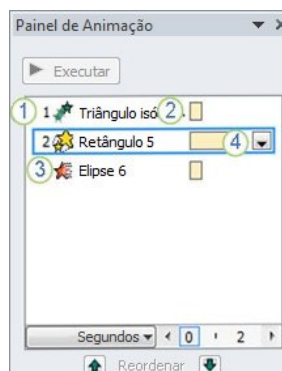 Painel de Animação
Executar
1 1 Triângulo isó 2
2 Retângulo 5 4
3 Elipse 6
Segundos 0 2
Reordenar